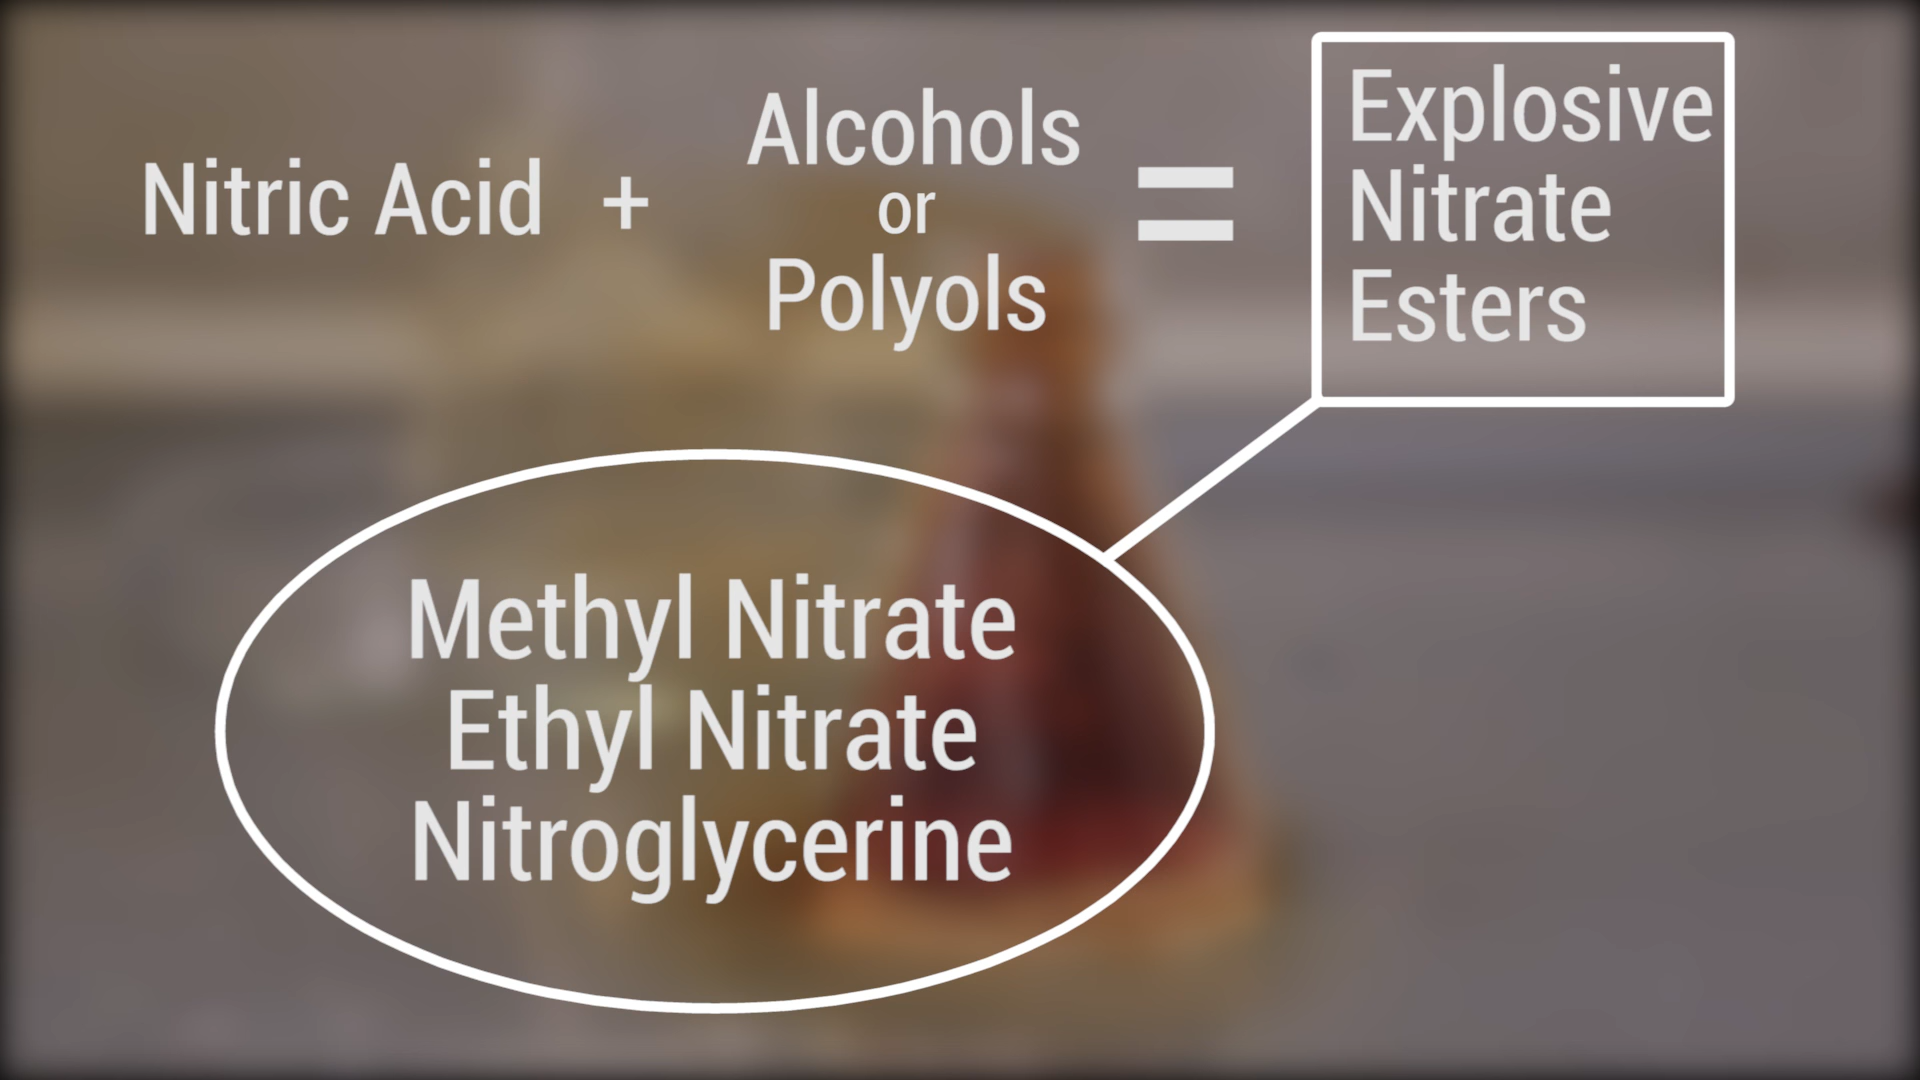 Nitric Acid + Alcohols or Polyols = Explosive Nitrate Esters
Methyl Nitrate
Ethyl Nitrate
Nitroglycerine